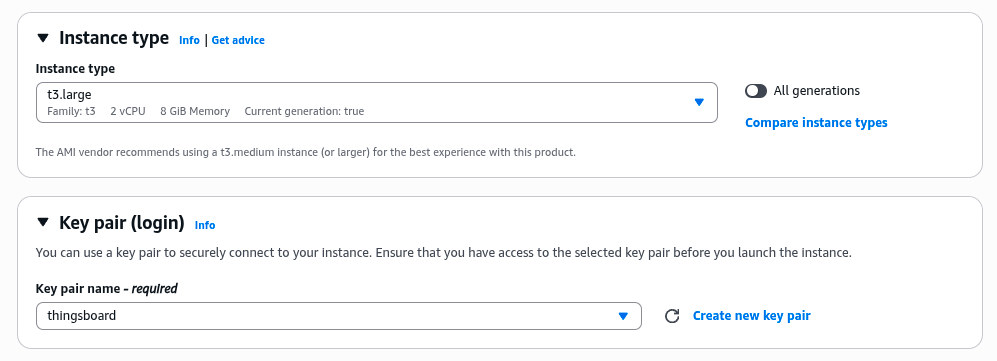 Instance type Info | Get advice
Instance type
t3.large
Family: t3 2 vCPU 8 GiB Memory Current generation: true
All generations
Compare instance types
The AMI vendor recommends using a t3.medium instance (or larger) for the best experience with this product.
Key pair (login) Info
You can use a key pair to securely connect to your instance. Ensure that you have access to the selected key pair before you launch the instance.
Key pair name - required
thingsboard
Create new key pair